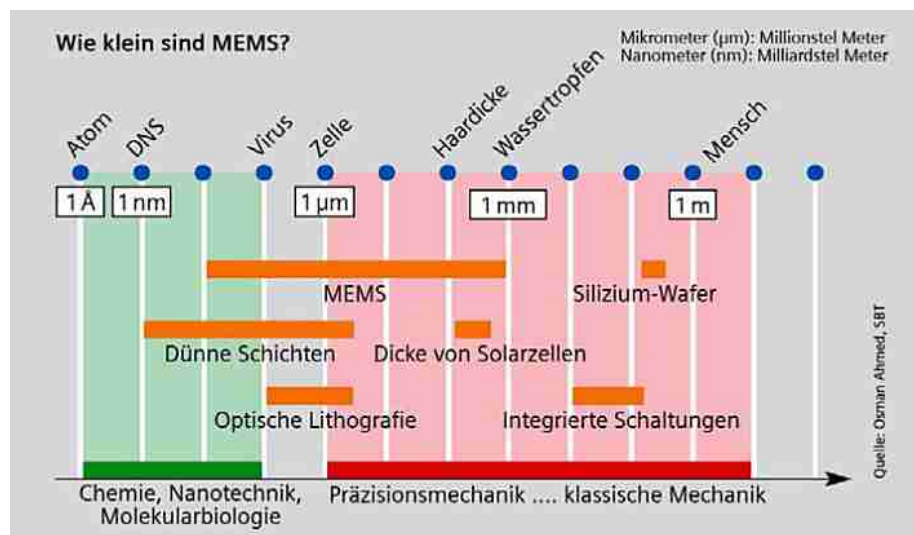 Wie klein sind MEMS?
Mikrometer (µm): Millionstel Meter
Nanometer (nm): Milliardstel Meter
Atom
DNS
Virus
Zelle
Haardicke
Wassertropfen
Mensch
1 Å
1 nm
1 µm
1 mm
1 m
MEMS
Silizium-Wafer
Dünne Schichten
Dicke von Solarzellen
Optische Lithografie
Integrierte Schaltungen
Chemie, Nanotechnik,
Molekularbiologie
Präzisionsmechanik .... klassische Mechanik
Quelle: Osman Ahmed, SBT